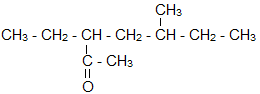 CH₃
CH₃ - CH₂ - CH - CH₂ - CH - CH₂ - CH₃
C - CH₃
O